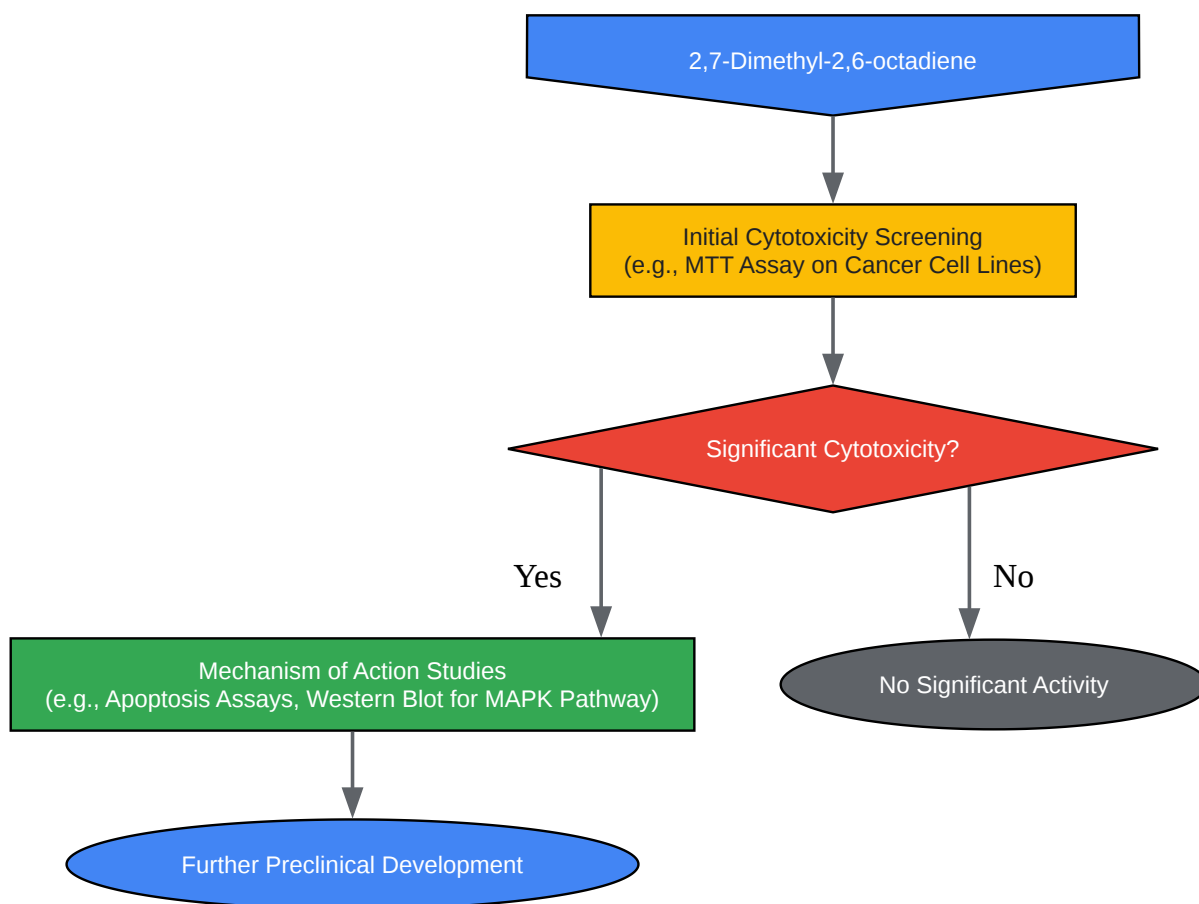 2,7-Dimethyl-2,6-octadiene
Initial Cytotoxicity Screening
(e.g., MTT Assay on Cancer Cell Lines)
Significant Cytotoxicity?
Yes
No
Mechanism of Action Studies
(e.g., Apoptosis Assays, Western Blot for MAPK Pathway)
No Significant Activity
Further Preclinical Development